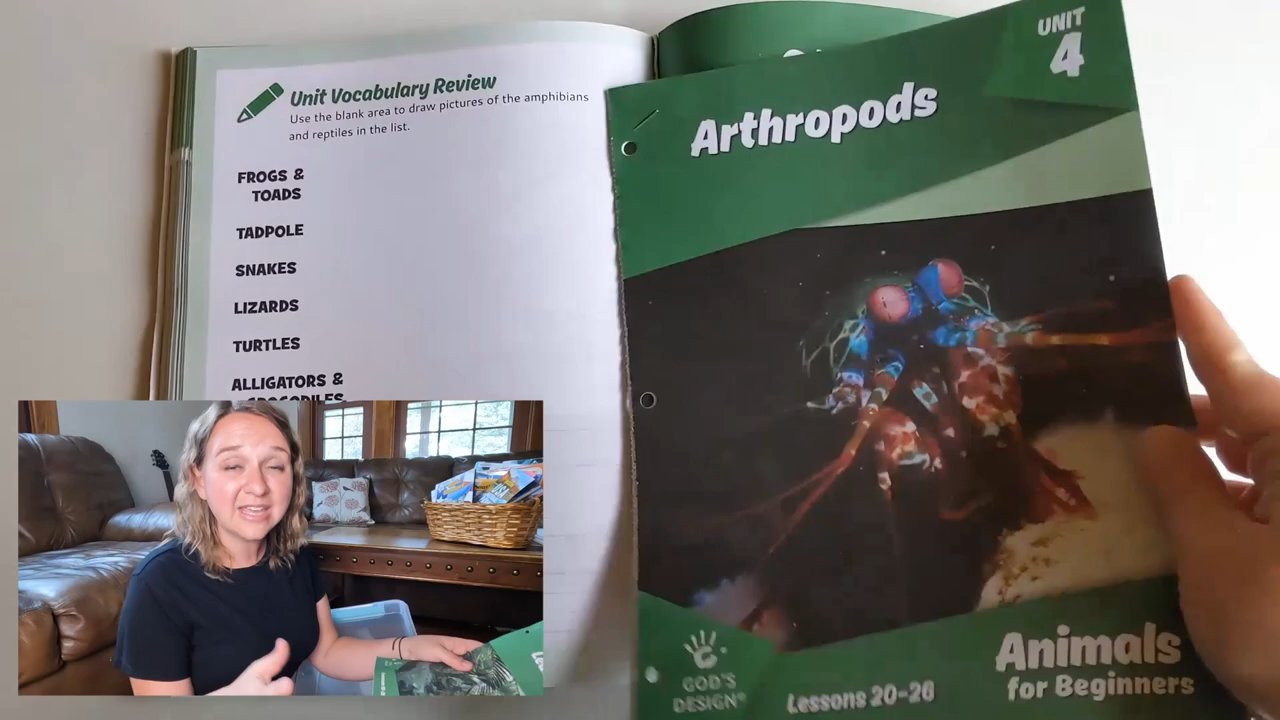 Unit Vocabulary Review
Use the blank area to draw pictures of the amphibians
and reptiles in the list.
FROGS &
TOADS
TADPOLE
SNAKES
LIZARDS
TURTLES
ALLIGATORS &
CROCODILES
UNIT
4
Arthropods
GOD'S
DESIGN®
Lessons 20-26
Animals
for Beginners